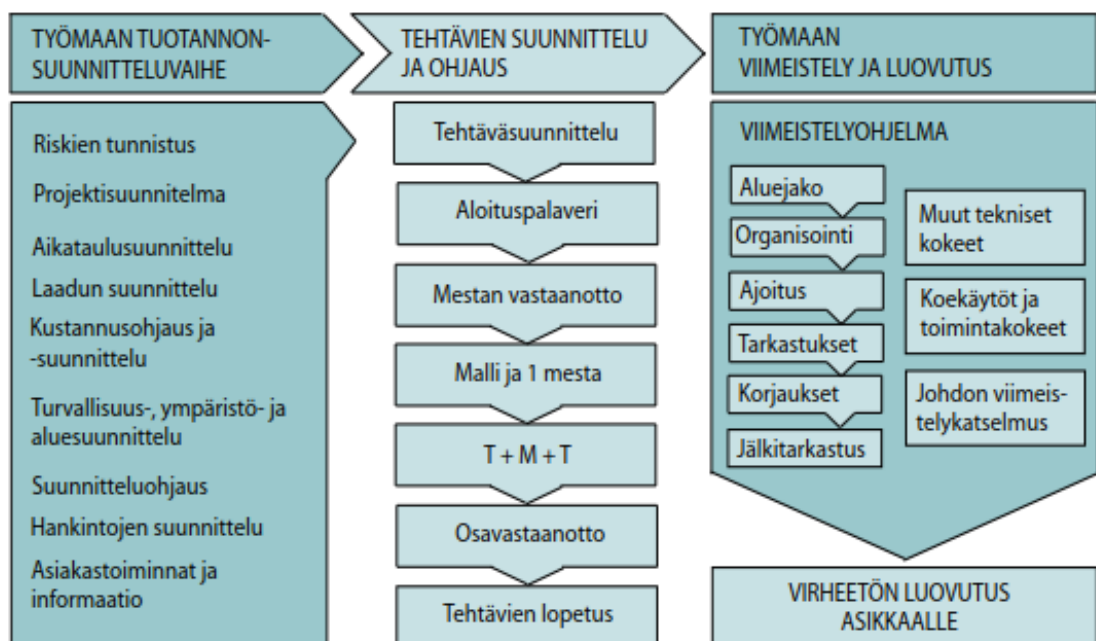 TYÖMAAN TUOTANNON-
SUUNNITTELUVAIHE
Riskien tunnistus
Projektisuunnitelma
Aikataulusuunnittelu
Laadun suunnittelu
Kustannusohjaus ja
-suunnittelu
Turvallisuus-, ympäristö- ja
aluesuunnittelu
Suunnitteluohjaus
Hankintojen suunnittelu
Asiakastoiminnat ja
informaatio
TEHTÄVIEN SUUNNITTELU
JA OHJAUS
Tehtäväsuunnittelu
Aloituspalaveri
Mestan vastaanotto
Malli ja 1 mesta
T + M + T
Osavastaanotto
Tehtävien lopetus
TYÖMAAN
VIIMEISTELY JA LUOVUTUS
VIIMEISTELYOHJELMA
Aluejako
Organisointi
Ajoitus
Tarkastukset
Korjaukset
Jälkitarkastus
Muut tekniset
kokeet
Koekäytöt ja
toimintakokeet
Johdon viimeis-
telykatselmus
VIRHEETÖN LUOVUTUS
ASIKKAALLE